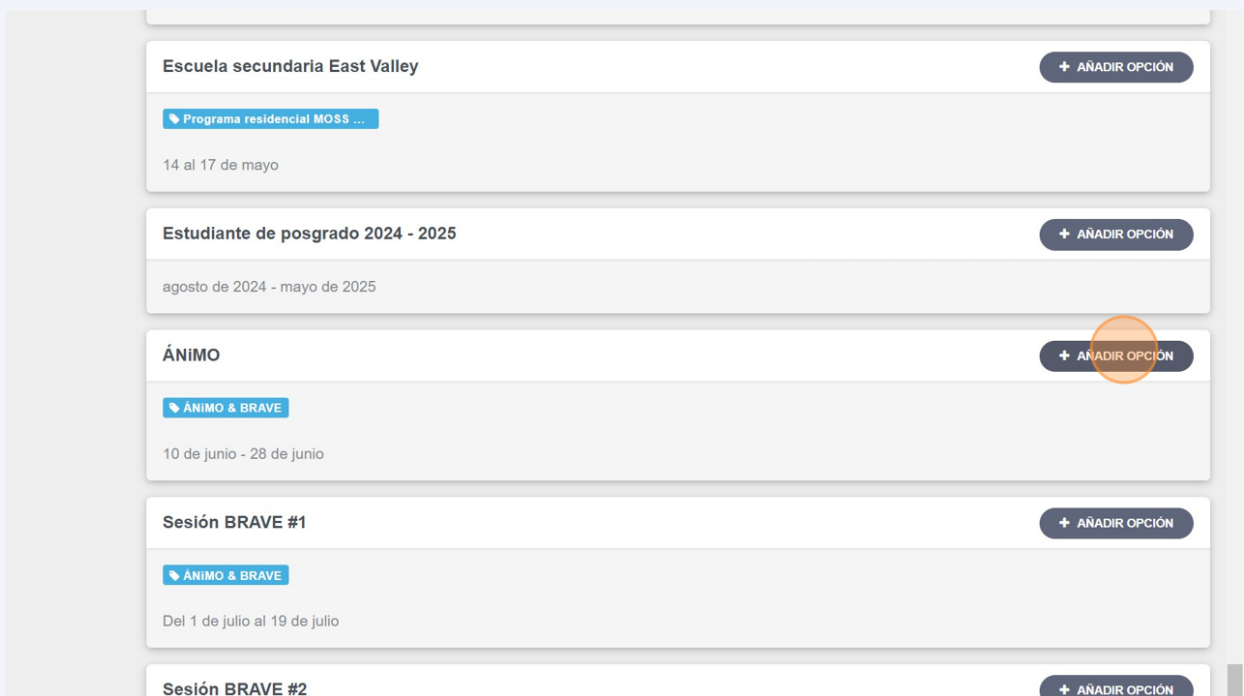 Escuela secundaria East Valley
+ AÑADIR OPCIÓN
Programa residencial MOSS ...
14 al 17 de mayo
Estudiante de posgrado 2024 - 2025
+ AÑADIR OPCIÓN
agosto de 2024 - mayo de 2025
ÁNiMO
+ AÑADIR OPCIÓN
ÁNiMO & BRAVE
10 de junio - 28 de junio
Sesión BRAVE #1
+ AÑADIR OPCIÓN
ÁNiMO & BRAVE
Del 1 de julio al 19 de julio
Sesión BRAVE #2
+ AÑADIR OPCIÓN